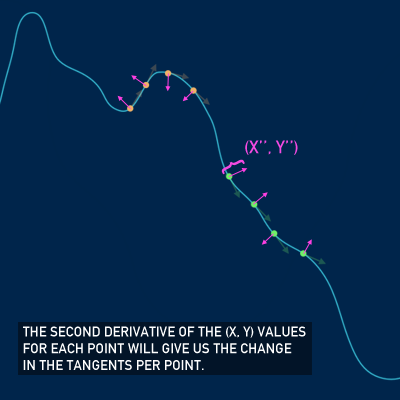 (X'', Y'')
THE SECOND DERIVATIVE OF THE (X, Y) VALUES
FOR EACH POINT WILL GIVE US THE CHANGE
IN THE TANGENTS PER POINT.